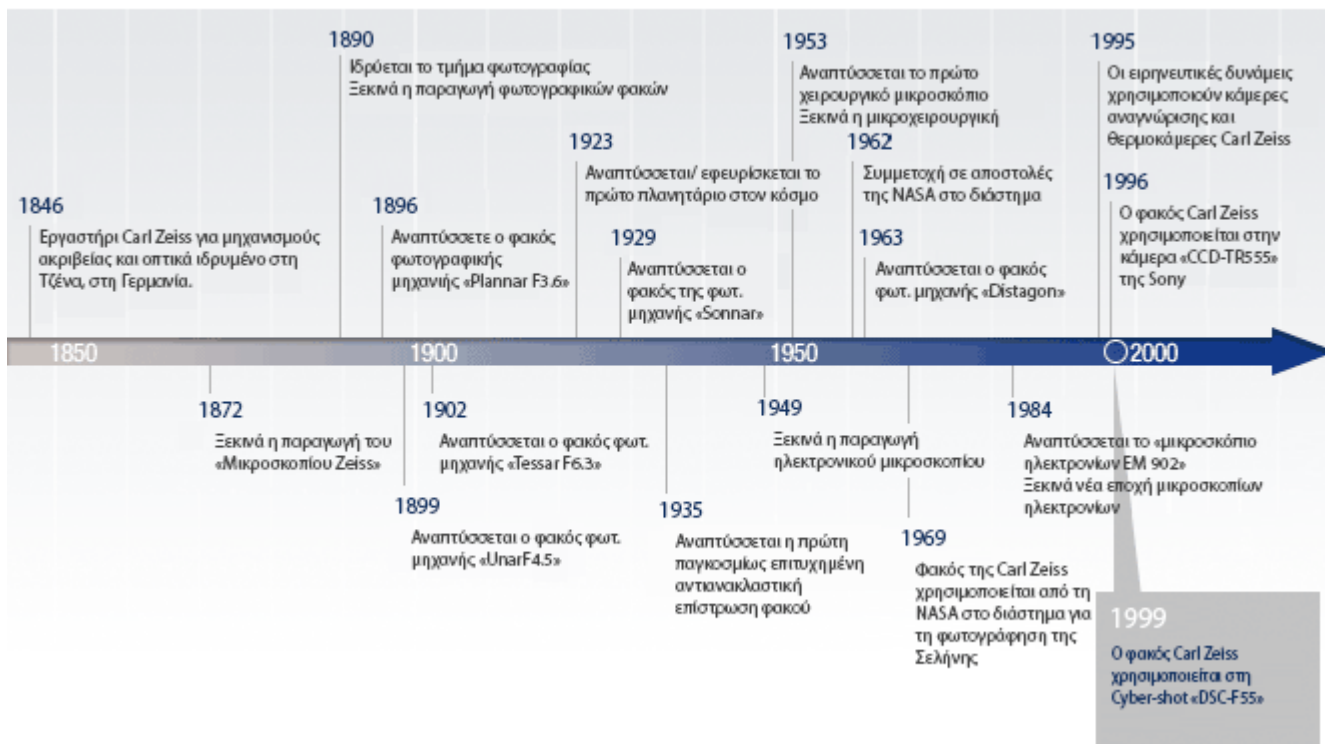 1890
Ιδρύεται το τμήμα φωτογραφίας
Ξεκινά η παραγωγή φωτογραφικών φακών
1953
Αναπτύσσεται το πρώτο
χειρουργικό μικροσκόπιο
Ξεκινά η μικροχειρουργική
1995
Οι ειρηνευτικές δυνάμεις
χρησιμοποιούν κάμερες
αναγνώρισης και
θερμοκάμερες Carl Zeiss
1923
Αναπτύσσεται/ εφευρίσκεται το
πρώτο πλανητάριο στον κόσμο
1962
Συμμετοχή σε αποστολές
της NASA στο διάστημα
1846
Εργαστήρι Carl Zeiss για μηχανισμούς
ακριβείας και οπτικά ιδρυμένο στη
Τζένα, στη Γερμανία.
1896
Αναπτύσσετε ο φακός
φωτογραφικής
μηχανιής «Plannar F3.6»
1929
Αναπτύσσεται ο
φακός της φωτ.
μηχανής «Sonnar»
1963
Αναπτύσσεται ο φακός
φωτ. μηχανής «Distagon»
1996
Ο φακός Carl Zeiss
χρησιμοποιείται στην
κάμερα «CCD-TR555»
της Sony
1850 1900 1950 2000
1872
Ξεκινά η παραγωγή του
«Μικροσκοπίου Zeiss»
1902
Αναπτύσσεται ο φακός φωτ.
μηχανής «Tessar F6.3»
1949
Ξεκινά η παραγωγή
ηλεκτρονικού μικροσκοπίου
1984
Αναπτύσσεται το «μικροσκόπιο
ηλεκτρονίων EM 902»
Ξεκινά νέα εποχή μικροσκοπίων
ηλεκτρονίων
1899
Αναπτύσσεται ο φακός φωτ.
μηχανής «UnarF4.5»
1935
Αναπτύσσεται η πρώτη
παγκοσμίως επιτυχημένη
αντιανακλαστική
επίστρωση φακού
1969
Φακός της Carl Zeiss
χρησιμοποιείται από τη
NASA στο διάστημα για
τη φωτογράφηση της
Σελήνης
1999
Ο φακός Carl Zeiss
χρησιμοποιείται στη
Cyber-shot «DSC-F55»